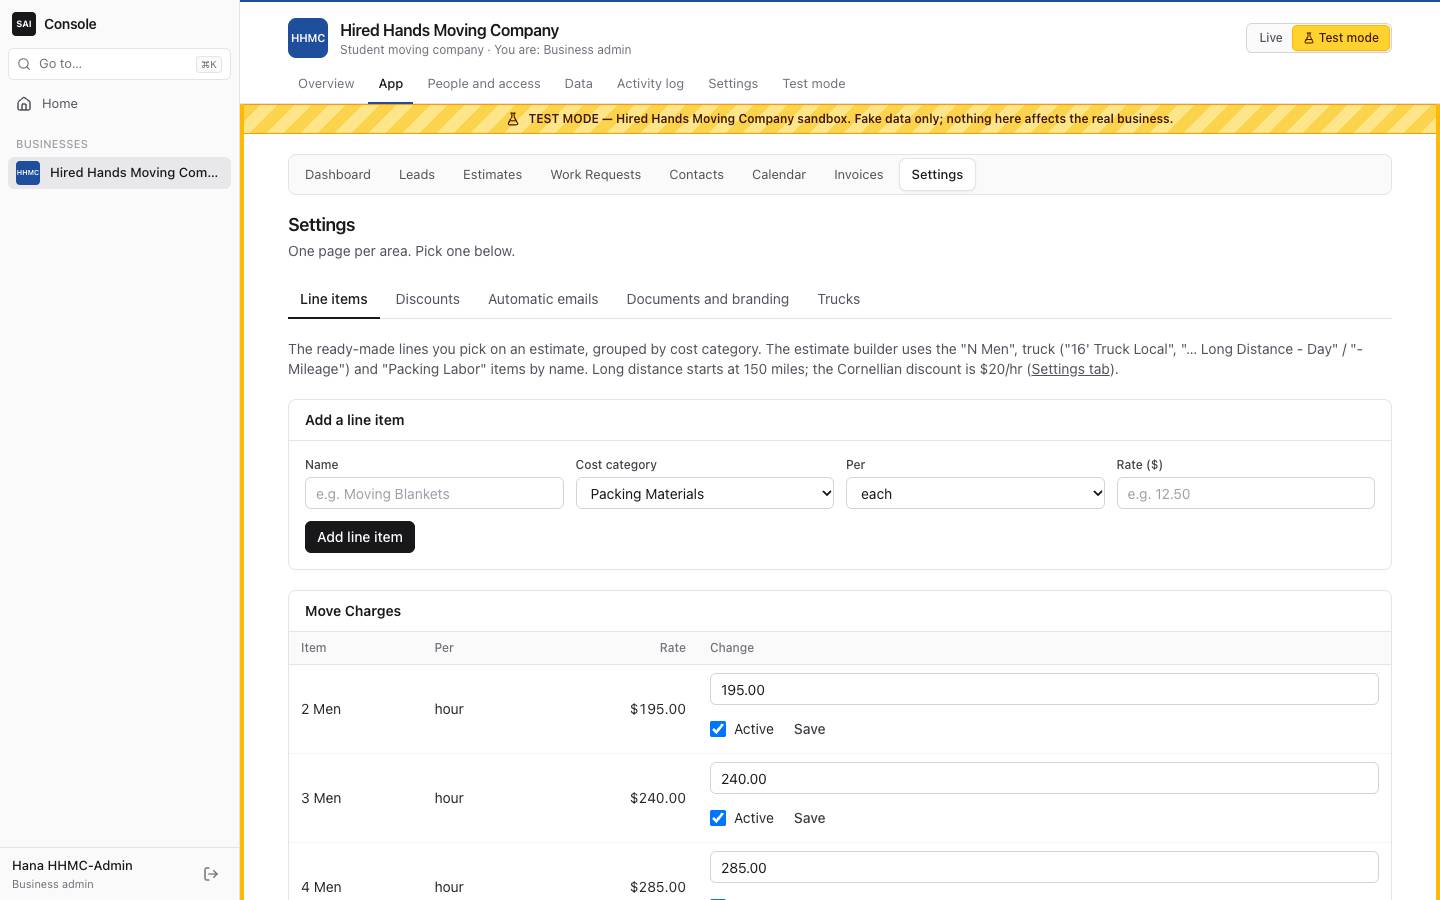 SAI Console
Go to... ⌘K
Home
BUSINESSES
HHMC Hired Hands Moving Com...
Hana HHMC-Admin
Business admin
HHMC
Hired Hands Moving Company
Student moving company · You are: Business admin
Live Test mode
Overview App People and access Data Activity log Settings Test mode
TEST MODE — Hired Hands Moving Company sandbox. Fake data only; nothing here affects the real business.
Dashboard Leads Estimates Work Requests Contacts Calendar Invoices Settings
Settings
One page per area. Pick one below.
Line items Discounts Automatic emails Documents and branding Trucks
The ready-made lines you pick on an estimate, grouped by cost category. The estimate builder uses the "N Men", truck ("16' Truck Local", "... Long Distance - Day" / "-
Mileage") and "Packing Labor" items by name. Long distance starts at 150 miles; the Cornellian discount is $20/hr (Settings tab).
Add a line item
Name Cost category Per Rate ($)
e.g. Moving Blankets Packing Materials each e.g. 12.50
Add line item
Move Charges
Item Per Rate Change
2 Men hour $195.00 195.00
Active Save
3 Men hour $240.00 240.00
Active Save
4 Men hour $285.00 285.00